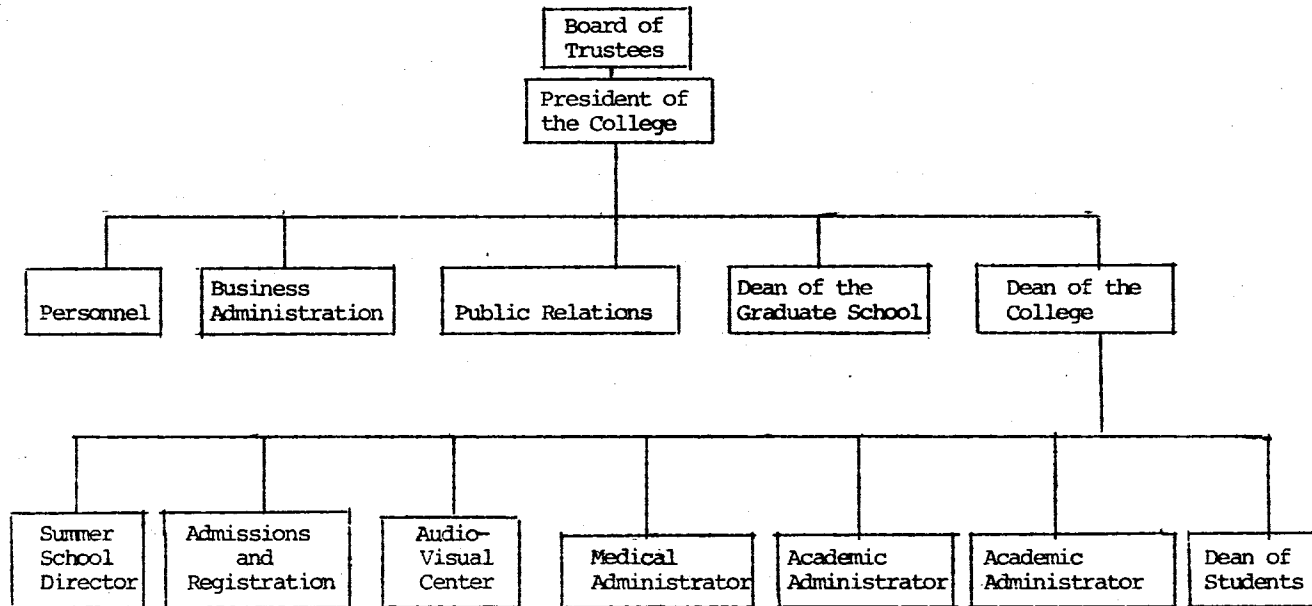 Board of
Trustees
President of
the College
Personnel
Business
Administration
Public Relations
Dean of the
Graduate School
Dean of the
College
Summer
School
Director
Admissions
and
Registration
Audio-
Visual
Center
Medical
Administrator
Academic
Administrator
Academic
Administrator
Dean of
Students